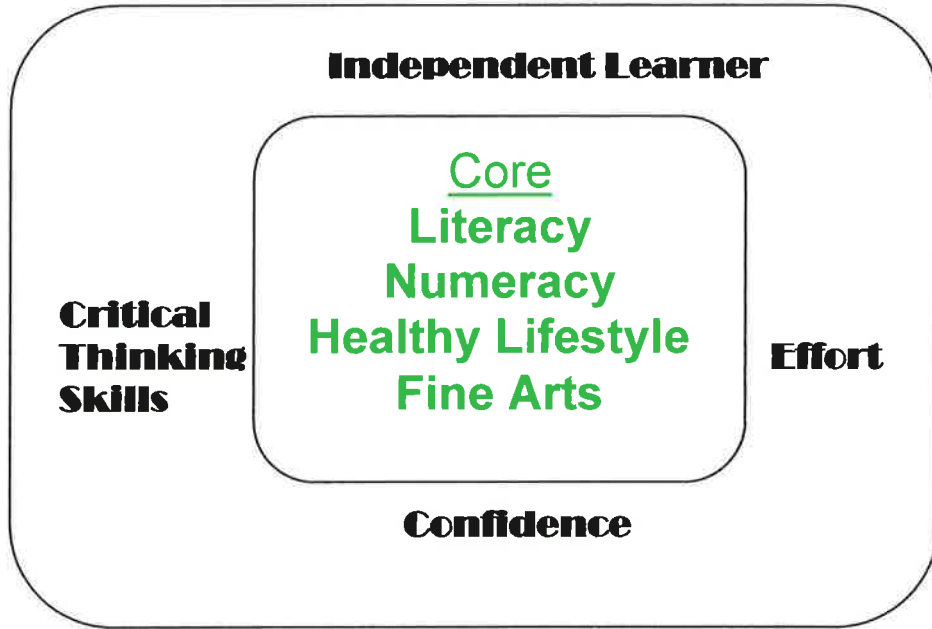 Independent Learner
Core
Literacy
Numeracy
Healthy Lifestyle
Fine Arts
Critical
Thinking
Skills
Effort
Confidence